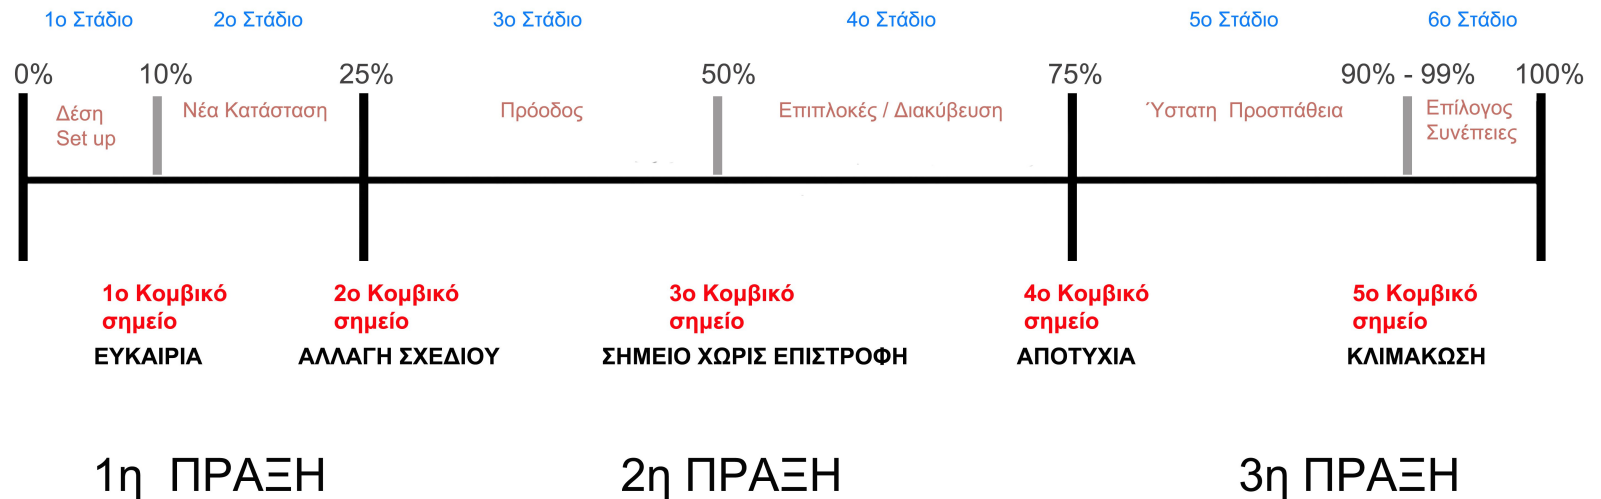 1ο Στάδιο 2ο Στάδιο 3ο Στάδιο 4ο Στάδιο 5ο Στάδιο 6ο Στάδιο
0% 10% 25% 50% 75% 90% - 99% 100%
Δέση
Set up
Νέα Κατάσταση
Πρόοδος
Επιπλοκές / Διακύβευση
Ύστατη Προσπάθεια
Επίλογος
Συνέπειες
1ο Κομβικό
σημείο
ΕΥΚΑΙΡΙΑ
2ο Κομβικό
σημείο
ΑΛΛΑΓΗ ΣΧΕΔΙΟΥ
3ο Κομβικό
σημείο
ΣΗΜΕΙΟ ΧΩΡΙΣ ΕΠΙΣΤΡΟΦΗ
4ο Κομβικό
σημείο
ΑΠΟΤΥΧΙΑ
5ο Κομβικό
σημείο
ΚΛΙΜΑΚΩΣΗ
1η ΠΡΑΞΗ 2η ΠΡΑΞΗ 3η ΠΡΑΞΗ